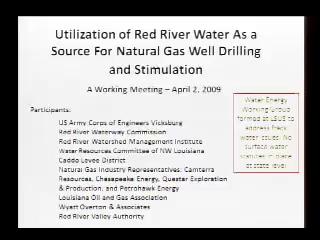 Utilization of Red River Water As a
Source For Natural Gas Well Drilling
and Stimulation
A Working Meeting – April 2, 2009
Participants:
US Army Corps of Engineers Vicksburg
Red River Waterway Commission
Red River Watershed Management Institute
Water Resources Committee of NW Louisiana
Caddo Levee District
Natural Gas Industry Representatives: Camterra
Resources, Chesapeake Energy, Questar Exploration
& Production, and Petrohawk Energy
Louisiana Oil and Gas Association
Wyatt Overton & Associates
Red River Valley Authority
Water Energy
Working Group
formed at LSUS to
address frack
water issues. No
surface water
statutes in place
at state level